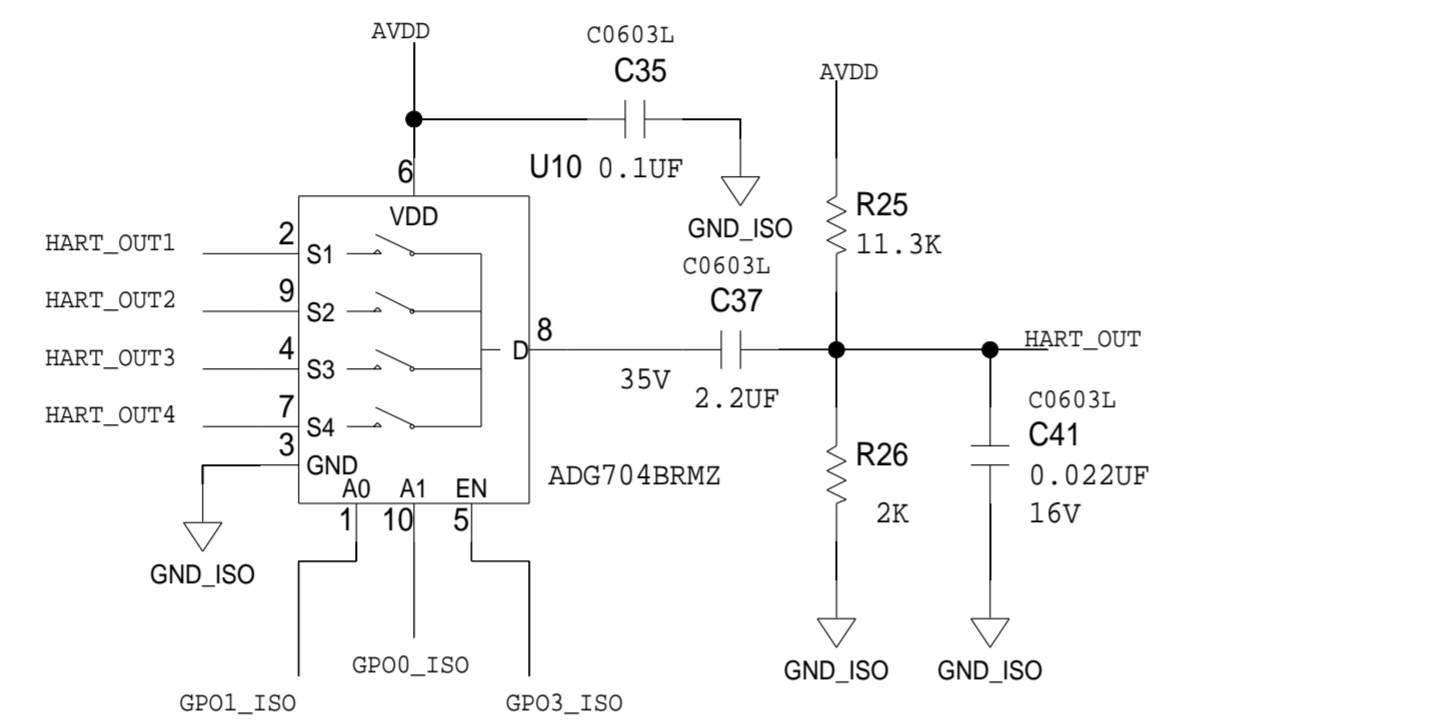 AVDD
C0603L
C35
AVDD
6
U10 0.1UF
VDD
R25
GND_ISO
11.3K
HART_OUT1
2
S1
C0603L
HART_OUT2
9
S2
C37
8
HART_OUT
HART_OUT3
4
S3
D
35V
2.2UF
C0603L
HART_OUT4
7
S4
C41
3
GND
R26
ADG704BRMZ
0.022UF
A0 A1 EN
2K
16V
1 10 5
GND_ISO
GPO0_ISO
GND_ISO
GND_ISO
GPO1_ISO
GPO3_ISO